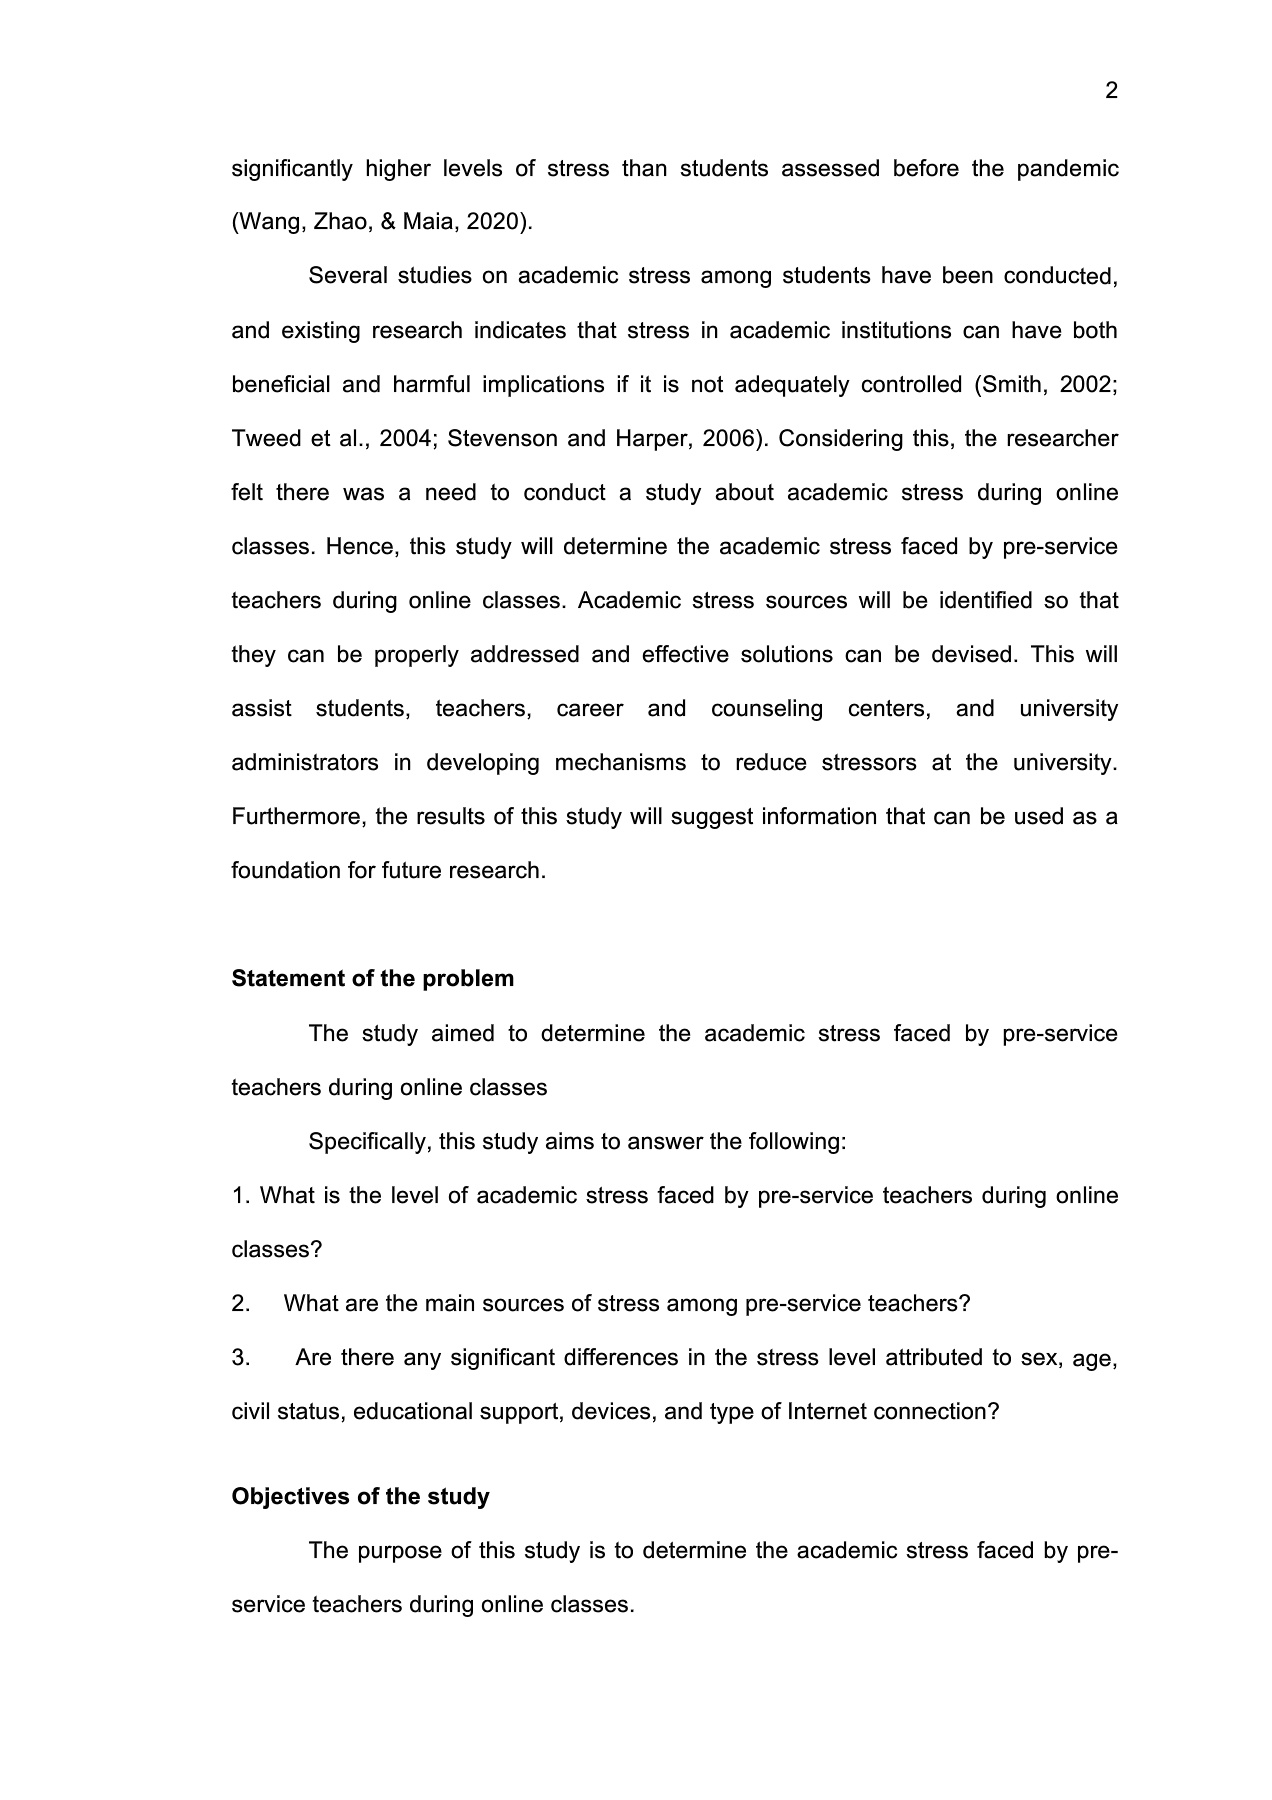 2
significantly higher levels of stress than students assessed before the pandemic
(Wang, Zhao, & Maia, 2020).
Several studies on academic stress among students have been conducted,
and existing research indicates that stress in academic institutions can have both
beneficial and harmful implications if it is not adequately controlled (Smith, 2002;
Tweed et al., 2004; Stevenson and Harper, 2006). Considering this, the researcher
felt there was a need to conduct a study about academic stress during online
classes. Hence, this study will determine the academic stress faced by pre-service
teachers during online classes. Academic stress sources will be identified so that
they can be properly addressed and effective solutions can be devised. This will
assist students, teachers, career and counseling centers, and university
administrators in developing mechanisms to reduce stressors at the university.
Furthermore, the results of this study will suggest information that can be used as a
foundation for future research.
Statement of the problem
The study aimed to determine the academic stress faced by pre-service
teachers during online classes
Specifically, this study aims to answer the following:
1. What is the level of academic stress faced by pre-service teachers during online
classes?
2. What are the main sources of stress among pre-service teachers?
3. Are there any significant differences in the stress level attributed to sex, age,
civil status, educational support, devices, and type of Internet connection?
Objectives of the study
The purpose of this study is to determine the academic stress faced by pre-
service teachers during online classes.